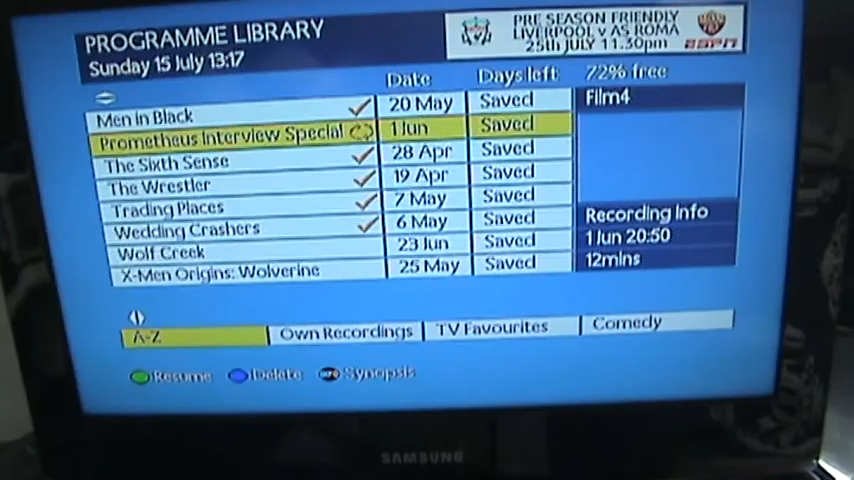 PROGRAMME LIBRARY
Sunday 15 July 13:17
PRE SEASON FRIENDLY
LIVERPOOL v AS ROMA
25th JULY 11.30pm
ESPN
Date Days left 72% free
Men in Black 20 May Saved Film4
Prometheus Interview Special 1 Jun Saved
The Sixth Sense 28 Apr Saved
The Wrestler 19 Apr Saved
Trading Places 7 May Saved
Wedding Crashers 6 May Saved
Wolf Creek 23 Jun Saved
X-Men Origins: Wolverine 25 May Saved
Recording Info
1 Jun 20:50
12mins
A-Z Own Recordings TV Favourites Comedy
Resume Delete Synopsis
SAMSUNG